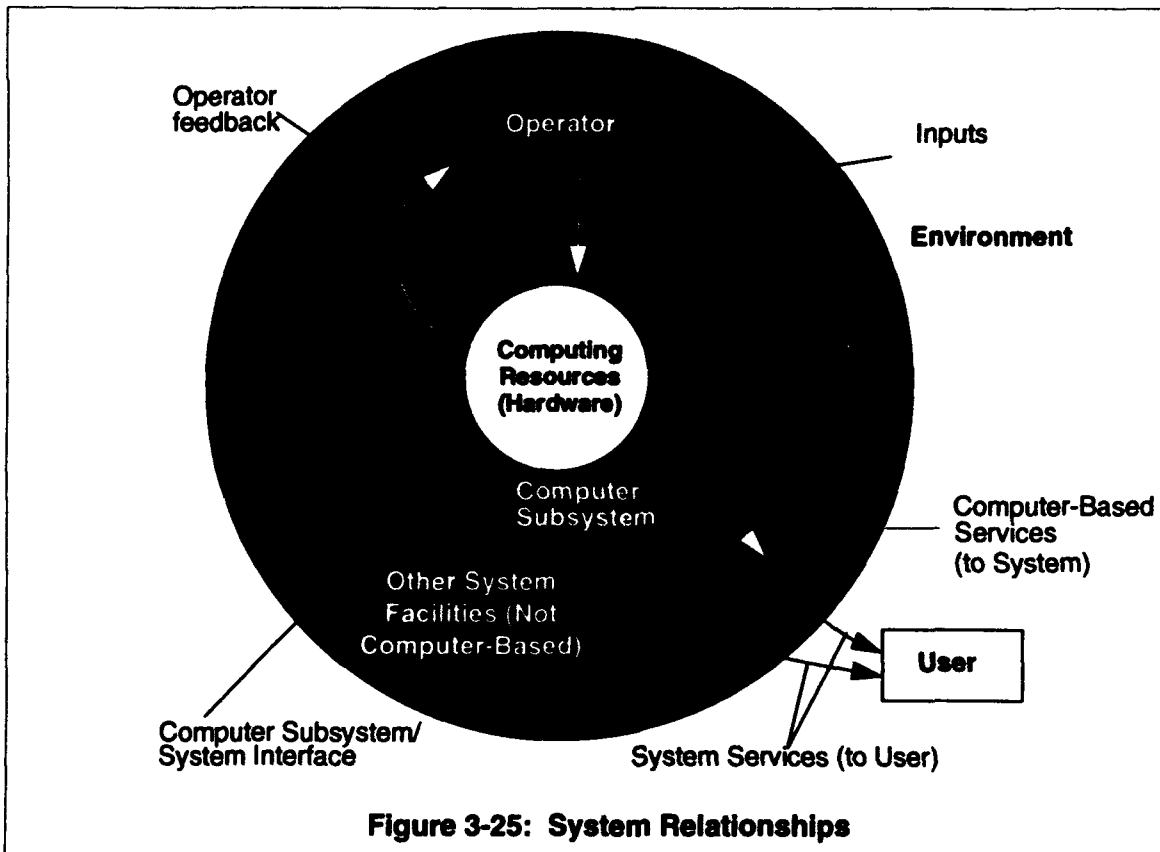 Operator
feedback
Operator
Inputs
Environment
Computing
Resources
(Hardware)
Computer
Subsystem
Computer-Based
Services
(to System)
Other System
Facilities (Not
Computer-Based)
User
Computer Subsystem/
System Interface
System Services (to User)
Figure 3-25: System Relationships